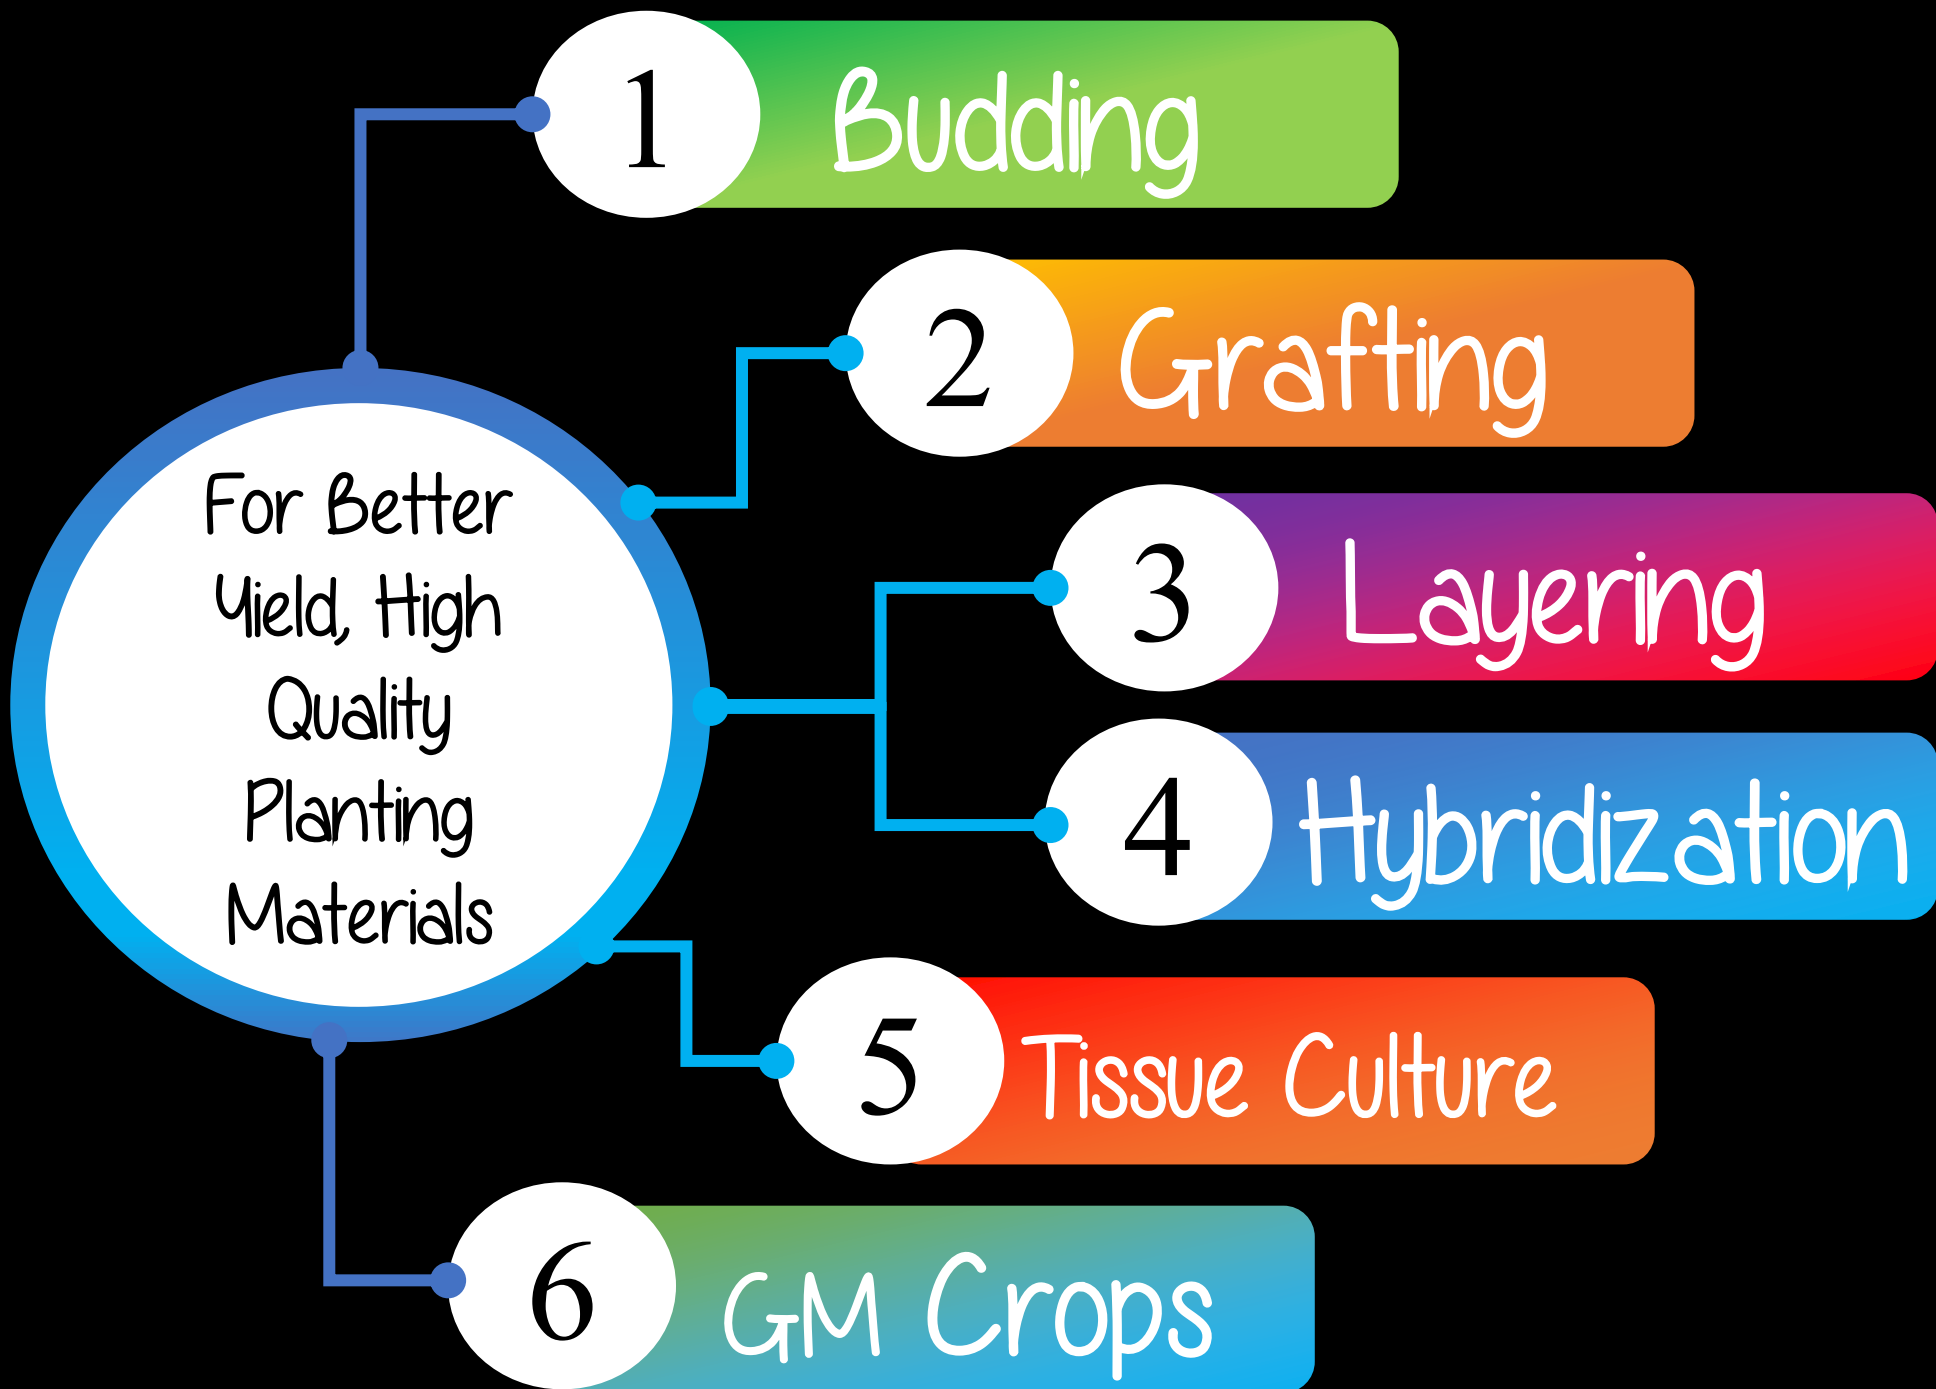 For Better
Yield, High
Quality
Planting
Materials
1 Budding
2 Grafting
3 Layering
4 Hybridization
5 Tissue Culture
6 GM Crops